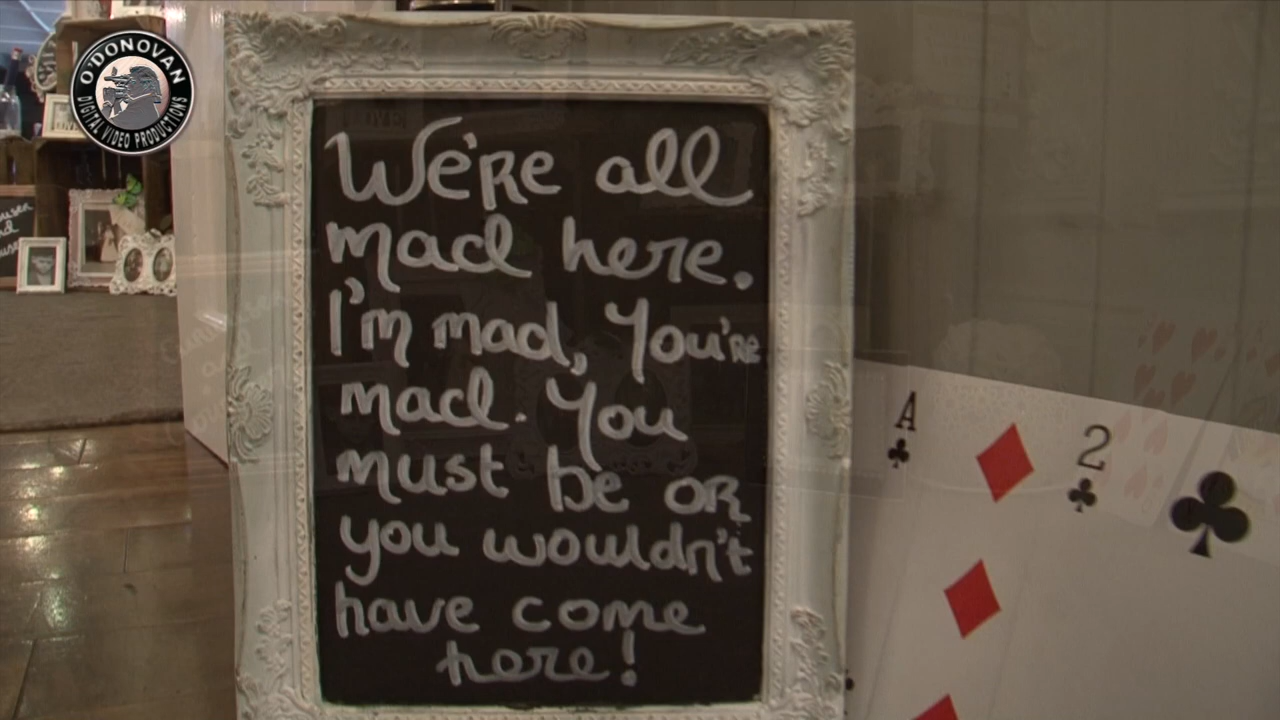 O'DONOVAN
DIGITAL VIDEO PRODUCTIONS
We're all
mad here.
I'm mad, You're
mad. You
must be or
you wouldn't
have come
here!
A
2